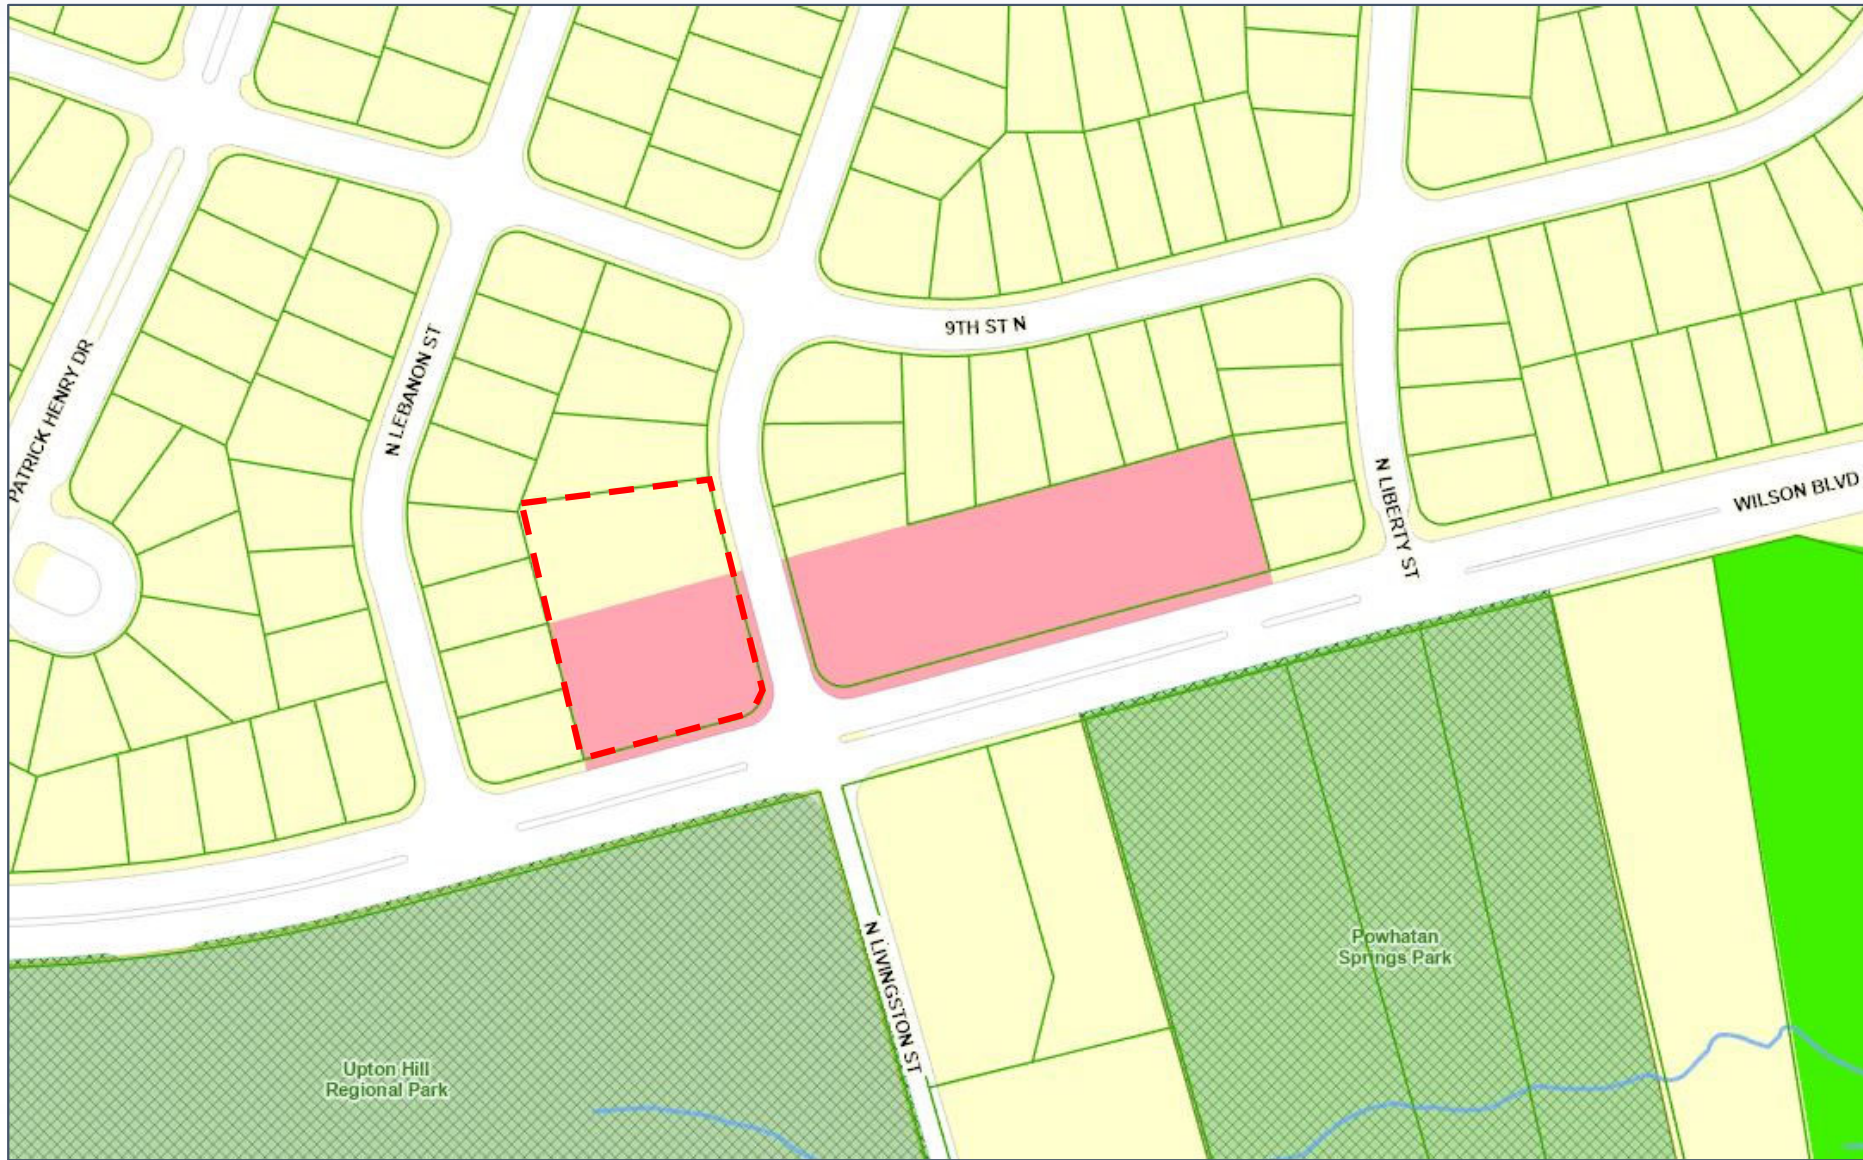 9TH ST N
N LEBANON ST
PATRICK HENRY DR
N LIBERTY ST
WILSON BLVD
N LIVINGSTON ST
Powhatan
Springs Park
Upton Hill
Regional Park